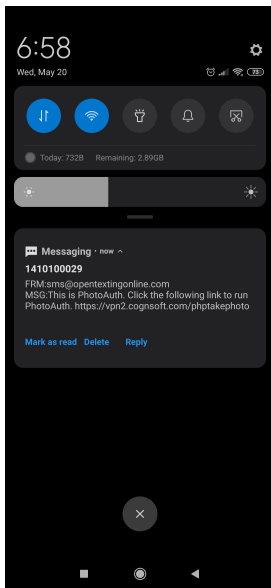 6:58
Wed, May 20
73
Today: 732B Remaining: 2.89GB
Messaging · now
1410100029
FRM:sms@opentextingonline.com
MSG:This is PhotoAuth. Click the following link to run
PhotoAuth. https://vpn2.cognsoft.com/phptakephoto
Mark as read Delete Reply